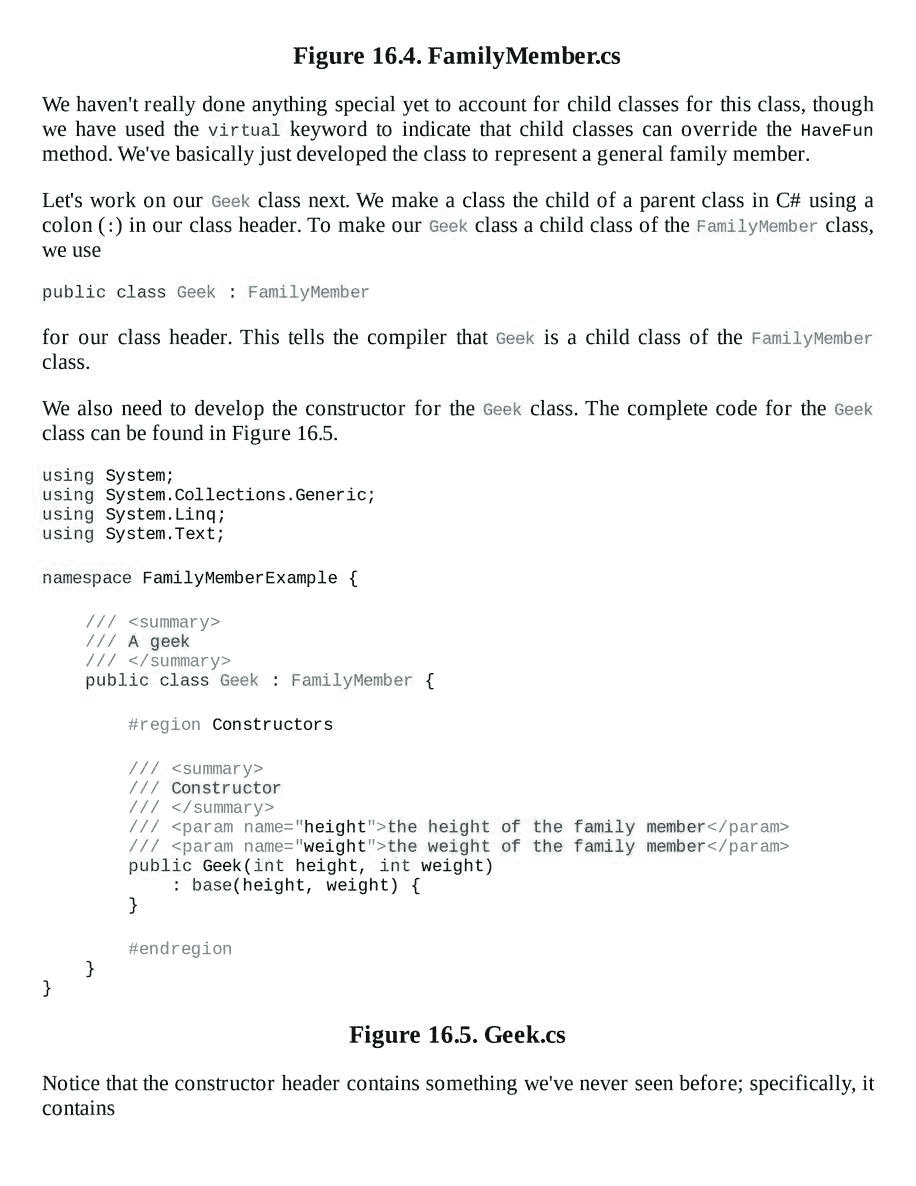 Figure 16.4. FamilyMember.cs
We haven't really done anything special yet to account for child classes for this class, though
we have used the virtual keyword to indicate that child classes can override the HaveFun
method. We've basically just developed the class to represent a general family member.
Let's work on our Geek class next. We make a class the child of a parent class in C# using a
colon (:) in our class header. To make our Geek class a child class of the FamilyMember class,
we use
public class Geek : FamilyMember
for our class header. This tells the compiler that Geek is a child class of the FamilyMember
class.
We also need to develop the constructor for the Geek class. The complete code for the Geek
class can be found in Figure 16.5.
using System;
using System.Collections.Generic;
using System.Linq;
using System.Text;
namespace FamilyMemberExample {
/// <summary>
/// A geek
/// </summary>
public class Geek : FamilyMember {
#region Constructors
/// <summary>
/// Constructor
/// </summary>
/// <param name="height">the height of the family member</param>
/// <param name="weight">the weight of the family member</param>
public Geek(int height, int weight)
: base(height, weight) {
}
#endregion
}
}
Figure 16.5. Geek.cs
Notice that the constructor header contains something we've never seen before; specifically, it
contains